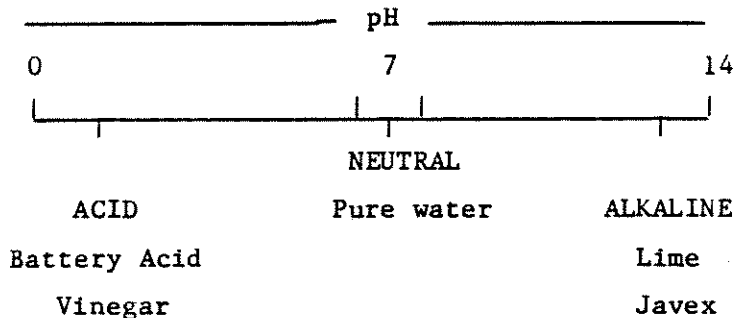 pH
0 7 14
NEUTRAL
ACID Pure water ALKALINE
Battery Acid Lime
Vinegar Javex